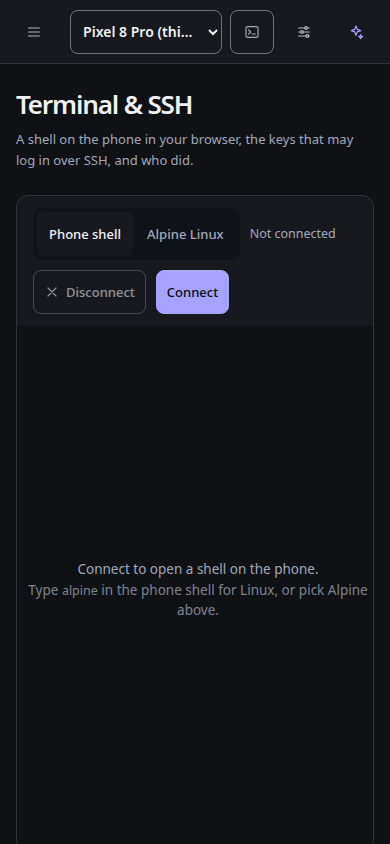 Pixel 8 Pro (thi...
Terminal & SSH
A shell on the phone in your browser, the keys that may
log in over SSH, and who did.
Phone shell
Alpine Linux
Not connected
Disconnect
Connect
Connect to open a shell on the phone.
Type alpine in the phone shell for Linux, or pick Alpine
above.